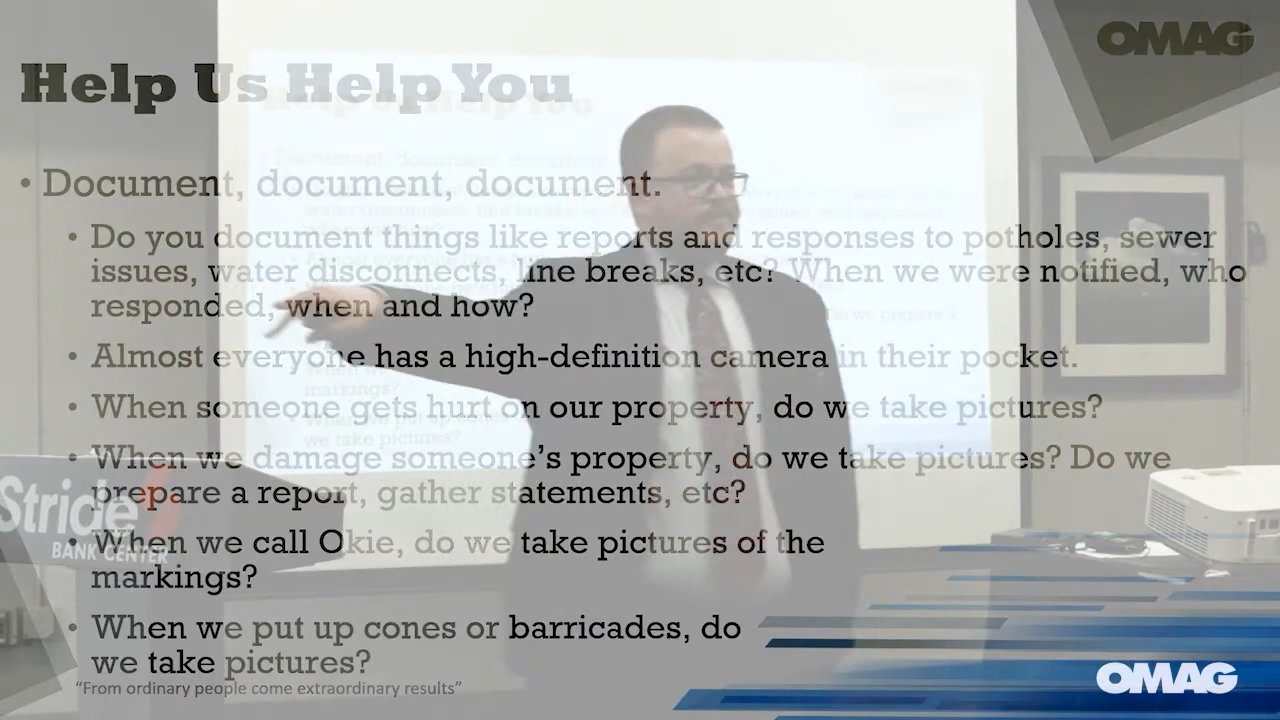 OMAG
Help Us Help You
• Document, document, document.
• Do you document things like reports and responses to potholes, sewer
issues, water disconnects, line breaks, etc? When we were notified, who
responded, when and how?
• Almost everyone has a high-definition camera in their pocket.
• When someone gets hurt on our property, do we take pictures?
• When we damage someone's property, do we take pictures? Do we
prepare a report, gather statements, etc?
• When we call Okie, do we take pictures of the
markings?
• When we put up cones or barricades, do
we take pictures?
"From ordinary people come extraordinary results"
Stride
BANK CENTER
OMAG